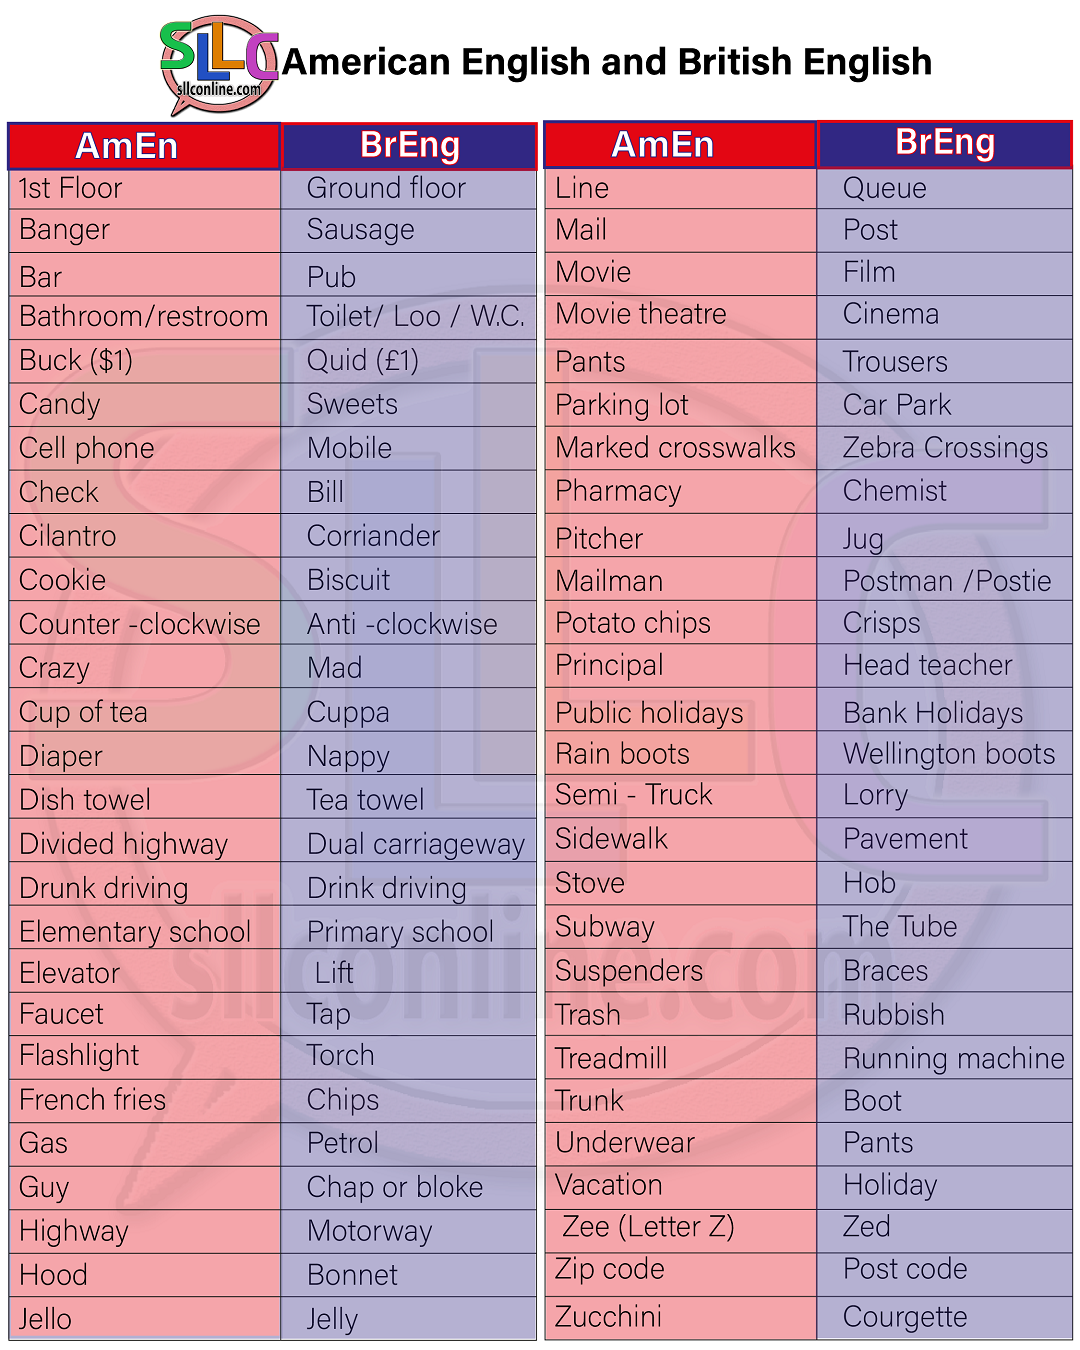 SLLC
sllconline.com
American English and British English
AmEn BrEng
1st Floor Ground floor
Banger Sausage
Bar Pub
Bathroom/restroom Toilet/ Loo / W.C.
Buck ($1) Quid (£1)
Candy Sweets
Cell phone Mobile
Check Bill
Cilantro Corriander
Cookie Biscuit
Counter -clockwise Anti -clockwise
Crazy Mad
Cup of tea Cuppa
Diaper Nappy
Dish towel Tea towel
Divided highway Dual carriageway
Drunk driving Drink driving
Elementary school Primary school
Elevator Lift
Faucet Tap
Flashlight Torch
French fries Chips
Gas Petrol
Guy Chap or bloke
Highway Motorway
Hood Bonnet
Jello Jelly
AmEn BrEng
Line Queue
Mail Post
Movie Film
Movie theatre Cinema
Pants Trousers
Parking lot Car Park
Marked crosswalks Zebra Crossings
Pharmacy Chemist
Pitcher Jug
Mailman Postman /Postie
Potato chips Crisps
Principal Head teacher
Public holidays Bank Holidays
Rain boots Wellington boots
Semi - Truck Lorry
Sidewalk Pavement
Stove Hob
Subway The Tube
Suspenders Braces
Trash Rubbish
Treadmill Running machine
Trunk Boot
Underwear Pants
Vacation Holiday
Zee (Letter Z) Zed
Zip code Post code
Zucchini Courgette
SLLC
sllconline.com